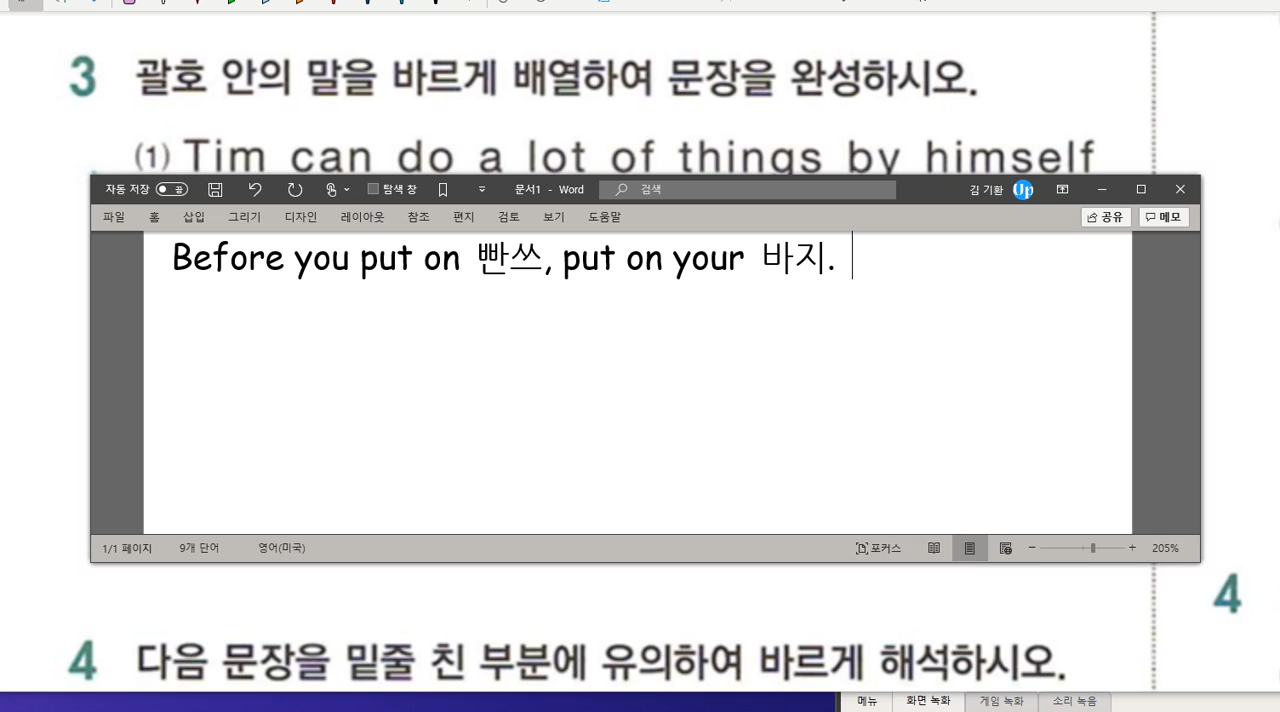 3 괄호 안의 말을 바르게 배열하여 문장을 완성하시오.
(1) Tim can do a lot of things by himself
자동 저장 끔 탐색 창 문서1 - Word 검색 김 기환 Up
파일 홈 삽입 그리기 디자인 레이아웃 참조 편지 검토 보기 도움말 공유 메모
Before you put on 빤쓰, put on your 바지.
1/1 페이지 9개 단어 영어(미국) 포커스 205%
4
4 다음 문장을 밑줄 친 부분에 유의하여 바르게 해석하시오.
메뉴 화면 녹화 게임 녹화 소리 녹음